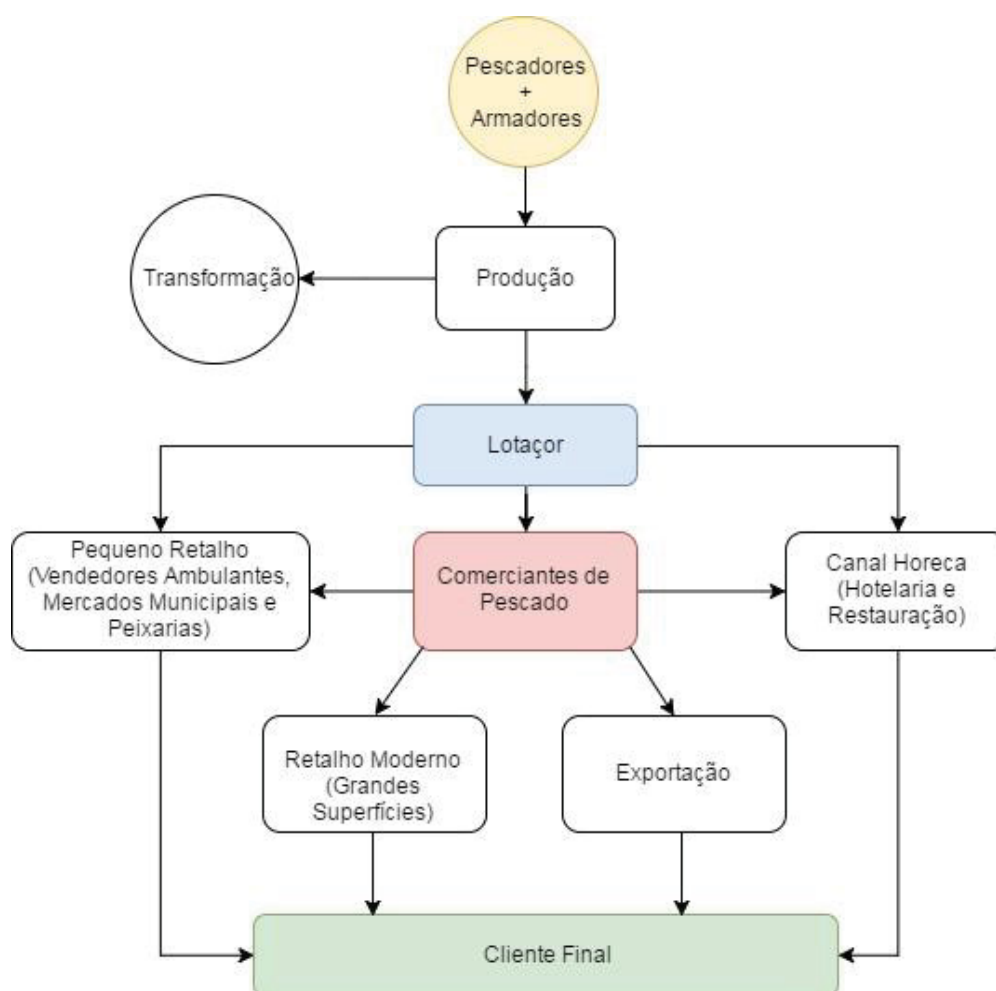 Pescadores
+
Armadores
Transformação
Produção
Lotaçor
Pequeno Retalho
(Vendedores Ambulantes,
Mercados Municipais e
Peixarias)
Comerciantes de
Pescado
Canal Horeca
(Hotelaria e
Restauração)
Retalho Moderno
(Grandes
Superfícies)
Exportação
Cliente Final